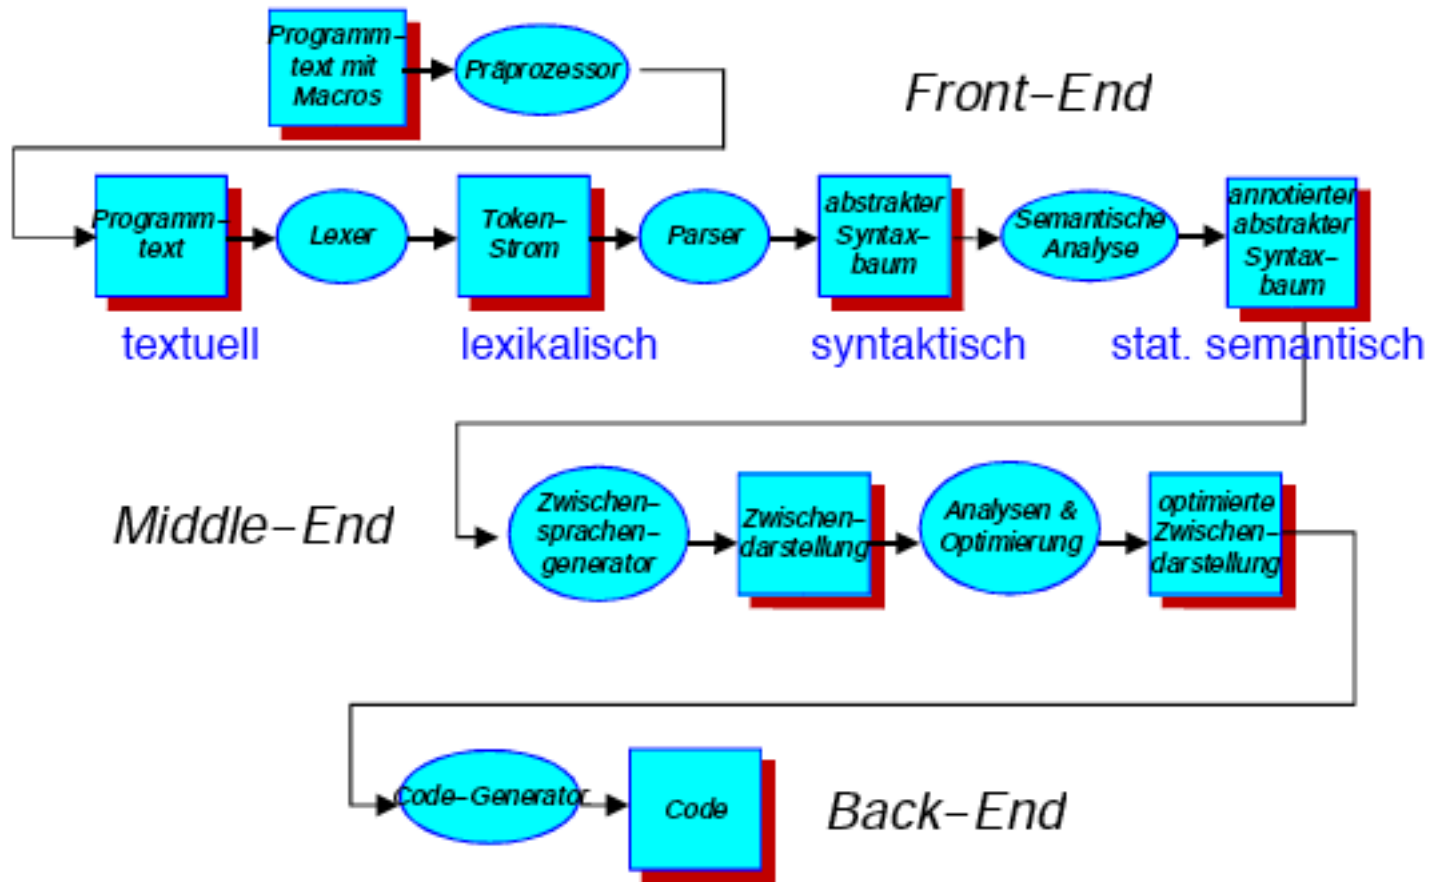 Programm-
text mit
Macros
Präprozessor
Front-End
Programm-
text
Lexer
Token-
Strom
Parser
abstrakter
Syntax-
baum
Semantische
Analyse
annotierter
abstrakter
Syntax-
baum
textuell
lexikalisch
syntaktisch
stat. semantisch
Middle-End
Zwischen-
sprachen-
generator
Zwischen-
darstellung
Analysen &
Optimierung
optimierte
Zwischen-
darstellung
Code-Generator
Code
Back-End